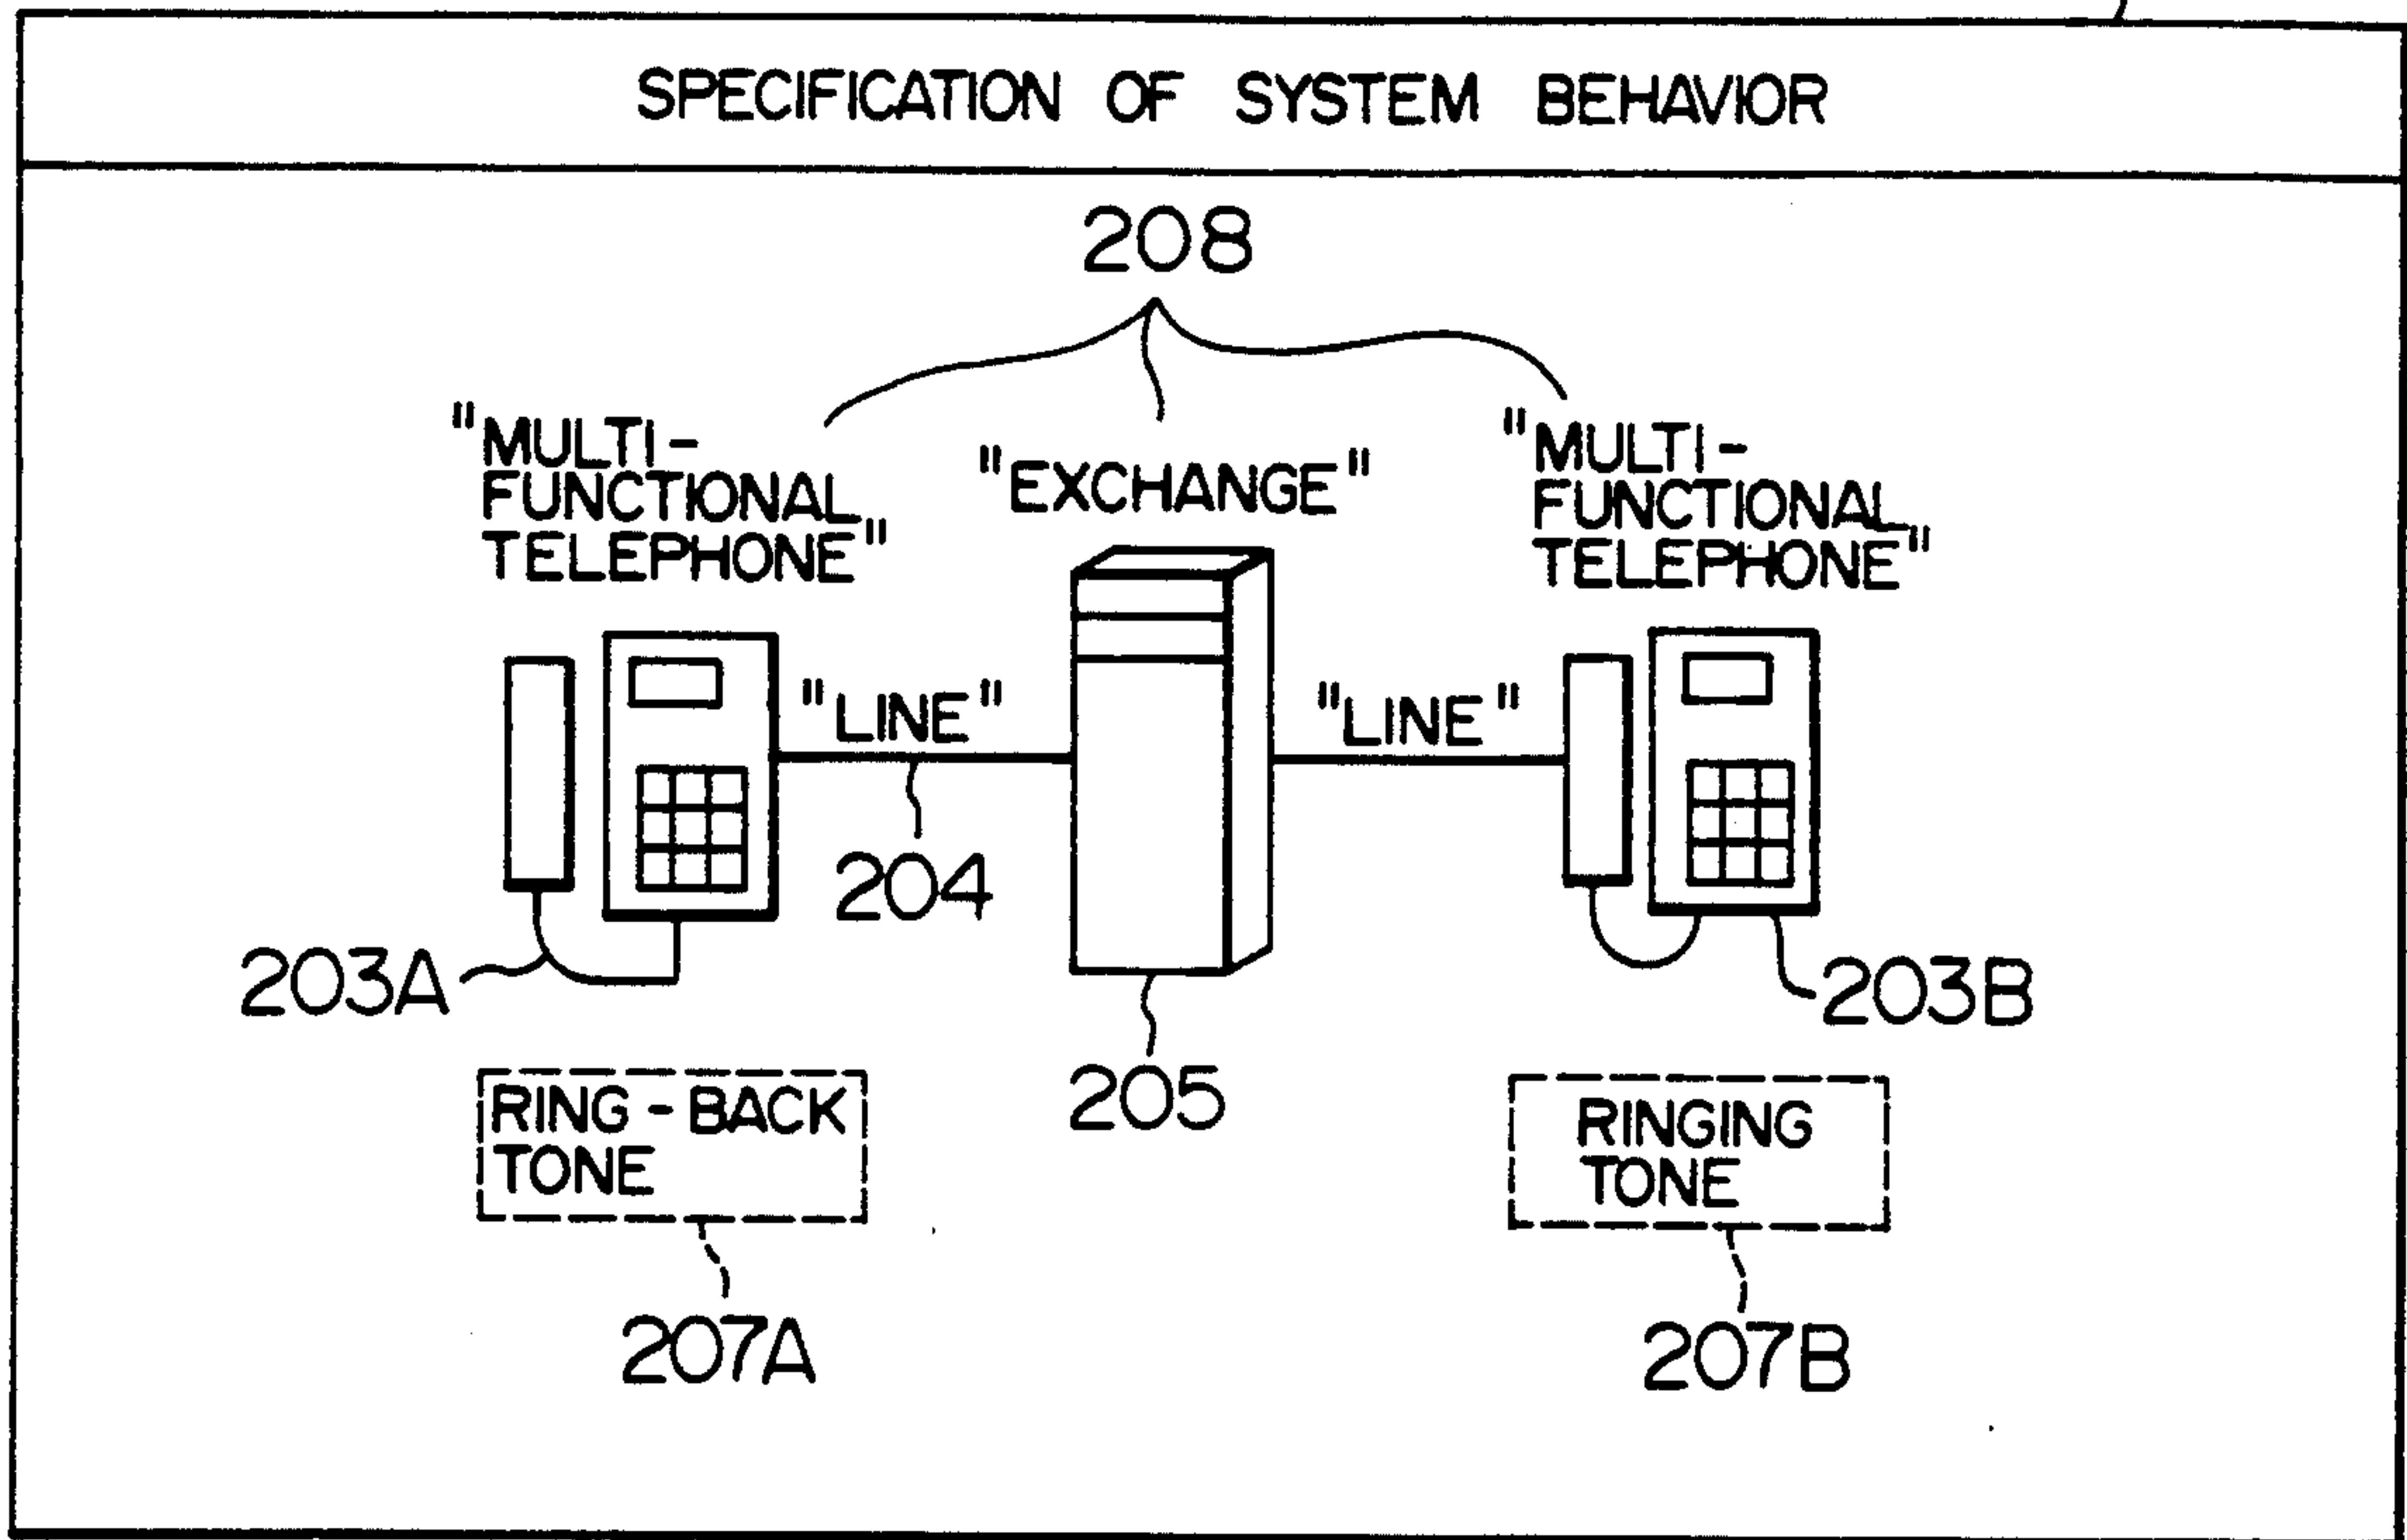 SPECIFICATION OF SYSTEM BEHAVIOR
208
"MULTI-
FUNCTIONAL
TELEPHONE"
"EXCHANGE"
"MULTI-
FUNCTIONAL
TELEPHONE"
"LINE"
"LINE"
204
203A
203B
205
RING-BACK
TONE
RINGING
TONE
207A
207B